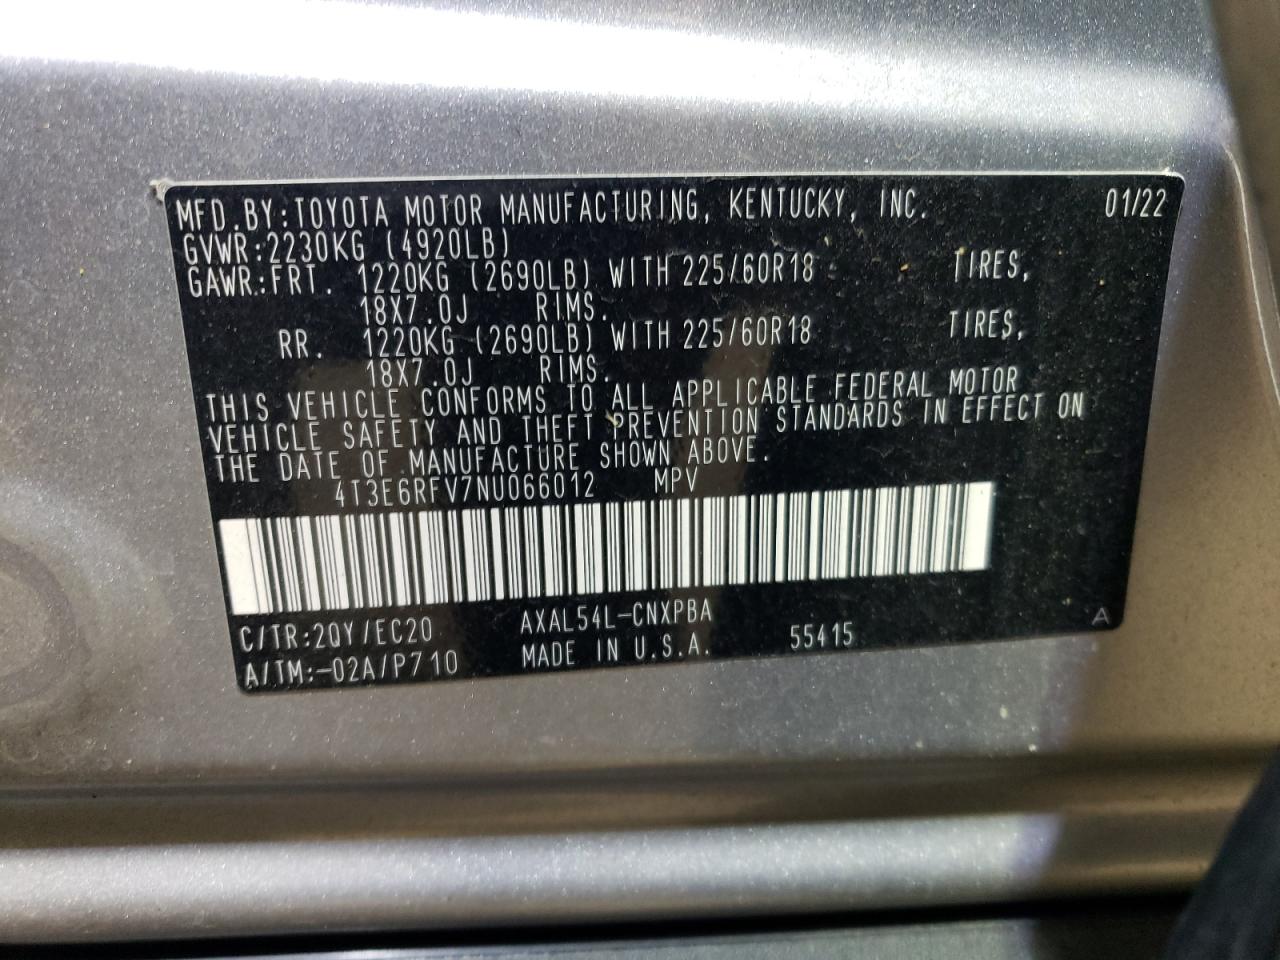 MFD.BY:TOYOTA MOTOR MANUFACTURING, KENTUCKY, INC. 01/22
GVWR:2230KG (4920LB)
GAWR:FRT. 1220KG (2690LB) WITH 225/60R18 TIRES,
18X7.0J RIMS.
RR. 1220KG (2690LB) WITH 225/60R18 TIRES,
18X7.0J RIMS.
THIS VEHICLE CONFORMS TO ALL APPLICABLE FEDERAL MOTOR
VEHICLE SAFETY AND THEFT PREVENTION STANDARDS IN EFFECT ON
THE DATE OF MANUFACTURE SHOWN ABOVE.
4T3E6RFV7NU066012 MPV
C/TR:2QY/EC20 AXAL54L-CNXPBA A
A/TM:-02A/P710 MADE IN U.S.A. 55415